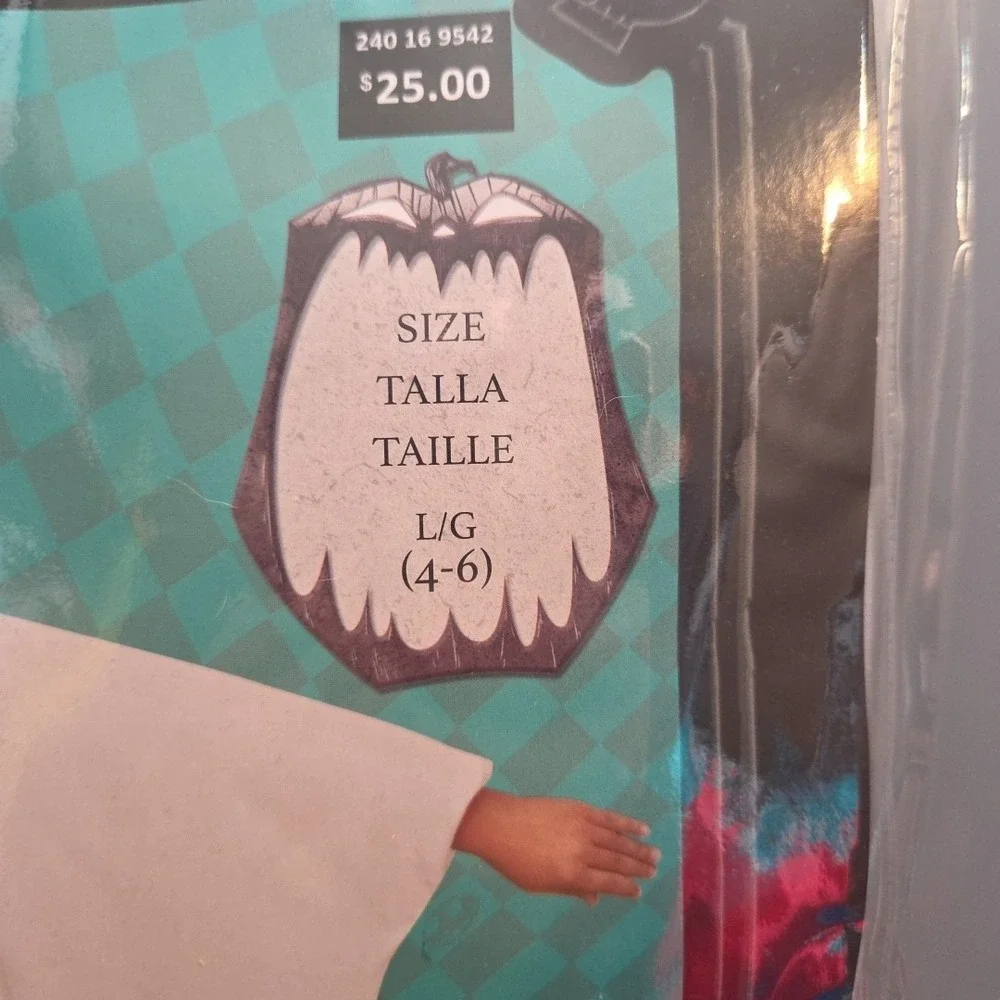 240 16 9542
$25.00
SIZE
TALLA
TAILLE
L/G
(4-6)